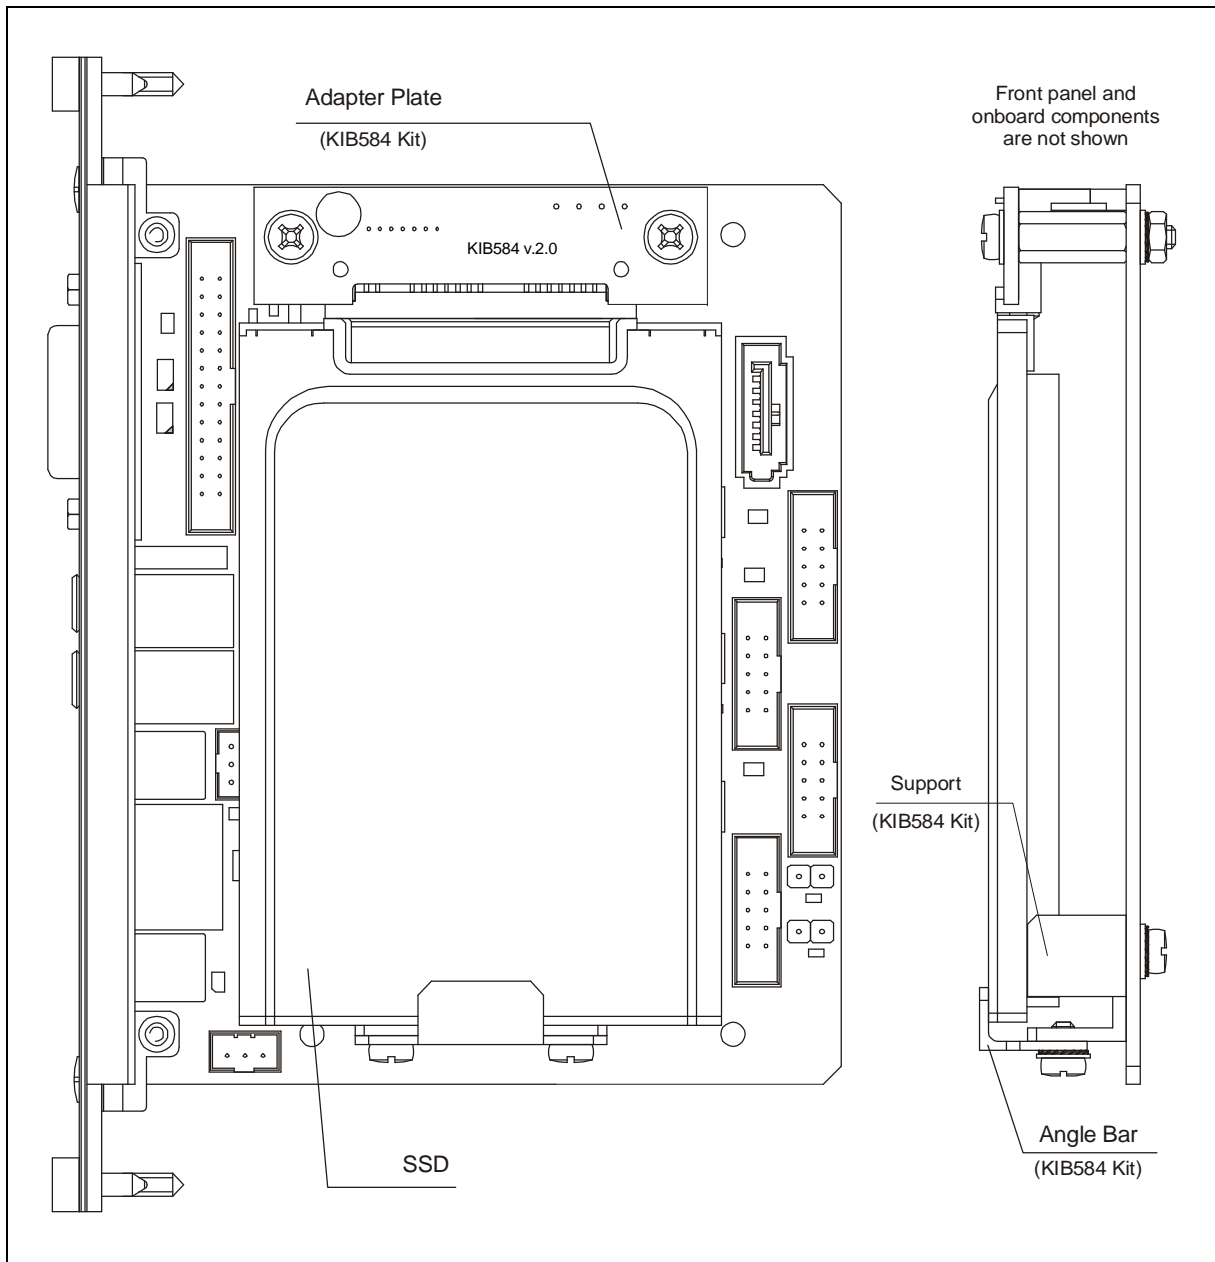 Adapter Plate
(KIB584 Kit)
Front panel and
onboard components
are not shown
KIB584 v.2.0
Support
(KIB584 Kit)
Angle Bar
(KIB584 Kit)
SSD